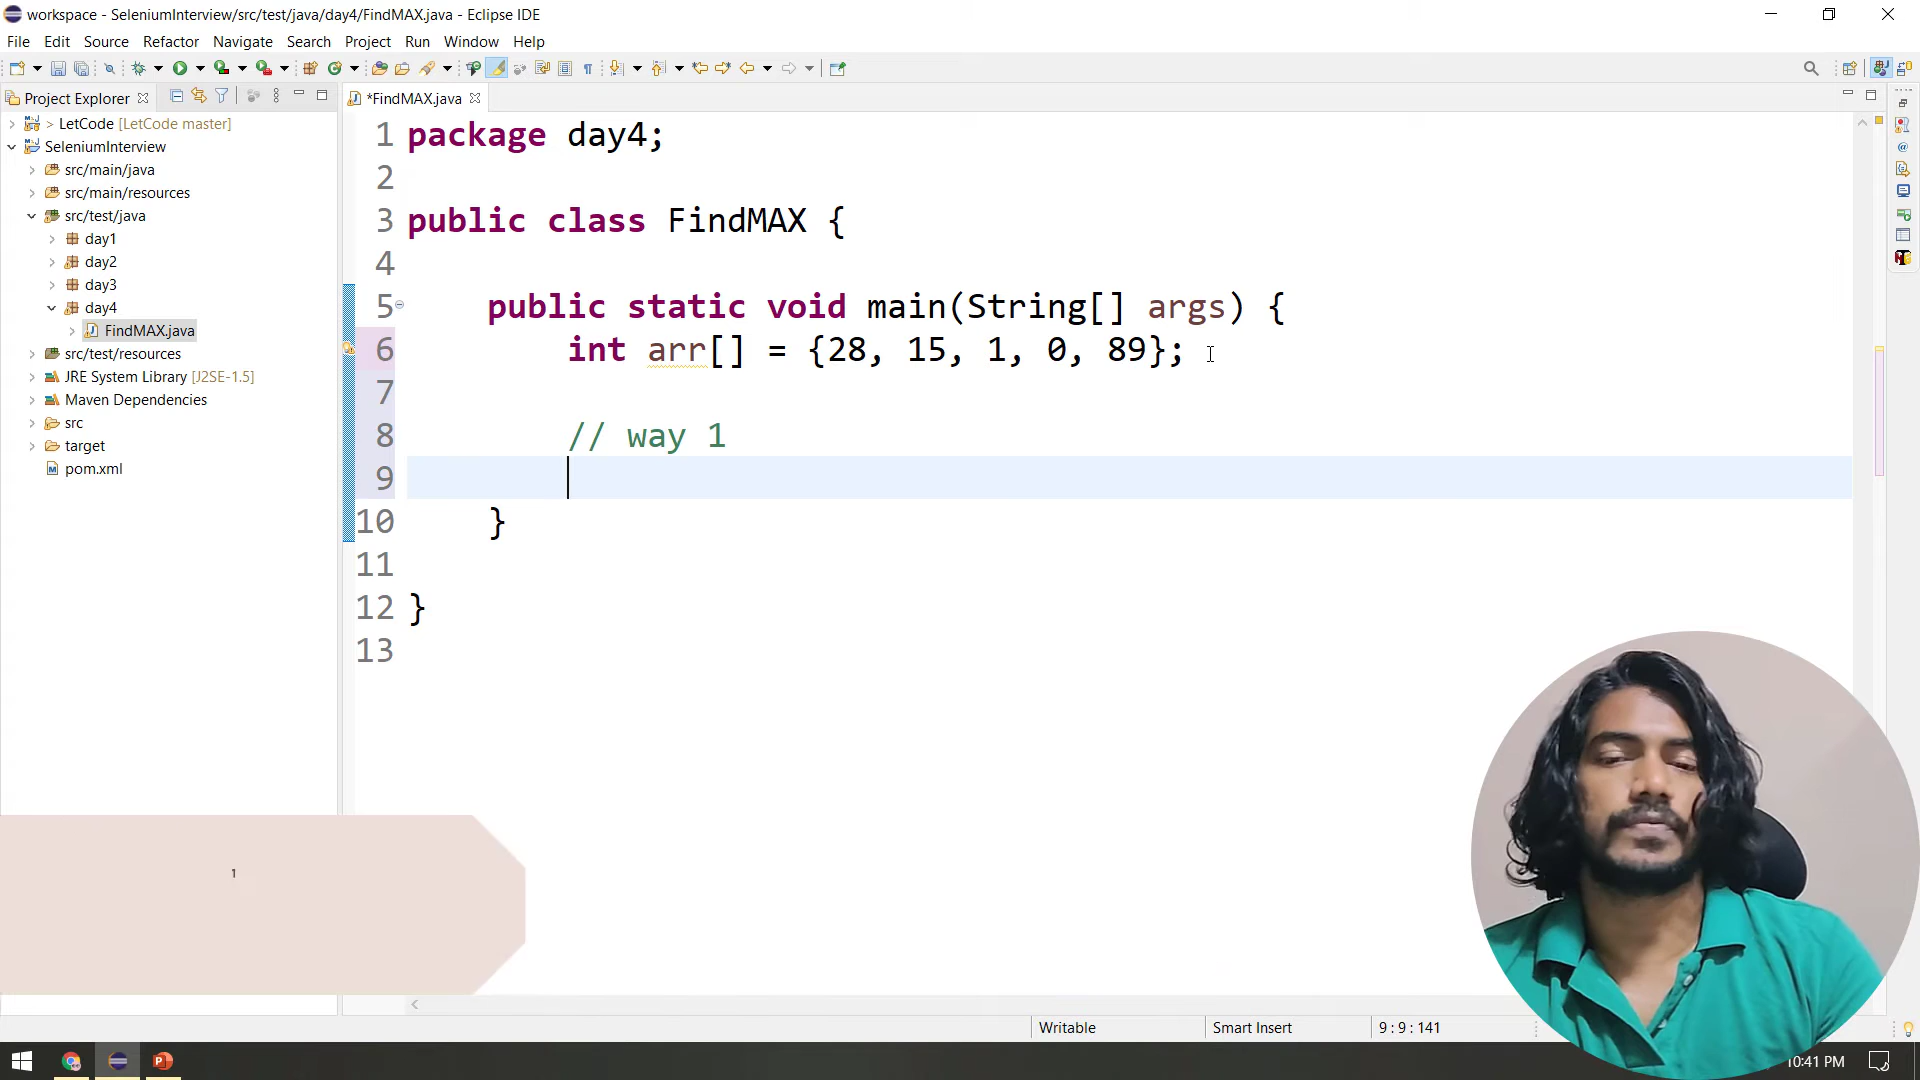 workspace - SeleniumInterview/src/test/java/day4/FindMAX.java - Eclipse IDE
File Edit Source Refactor Navigate Search Project Run Window Help
Project Explorer
*FindMAX.java
> LetCode [LetCode master]
SeleniumInterview
src/main/java
src/main/resources
src/test/java
day1
day2
day3
day4
FindMAX.java
src/test/resources
JRE System Library [J2SE-1.5]
Maven Dependencies
src
target
pom.xml
1 package day4;
2
3 public class FindMAX {
4
5 public static void main(String[] args) {
6 int arr[] = {28, 15, 1, 0, 89};
7
8 // way 1
9
10 }
11
12 }
13
1
Writable
Smart Insert
9 : 9 : 141
10:41 PM